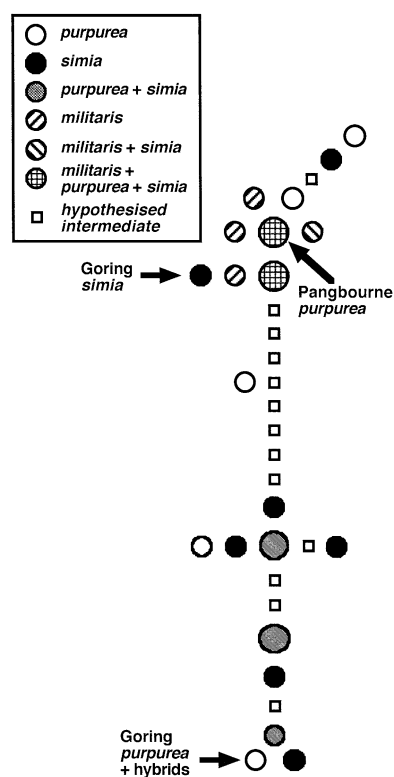 purpurea
simia
purpurea + simia
militaris
militaris + simia
militaris +
purpurea + simia
hypothesised
intermediate
Goring
simia
Pangbourne
purpurea
Goring
purpurea
+ hybrids